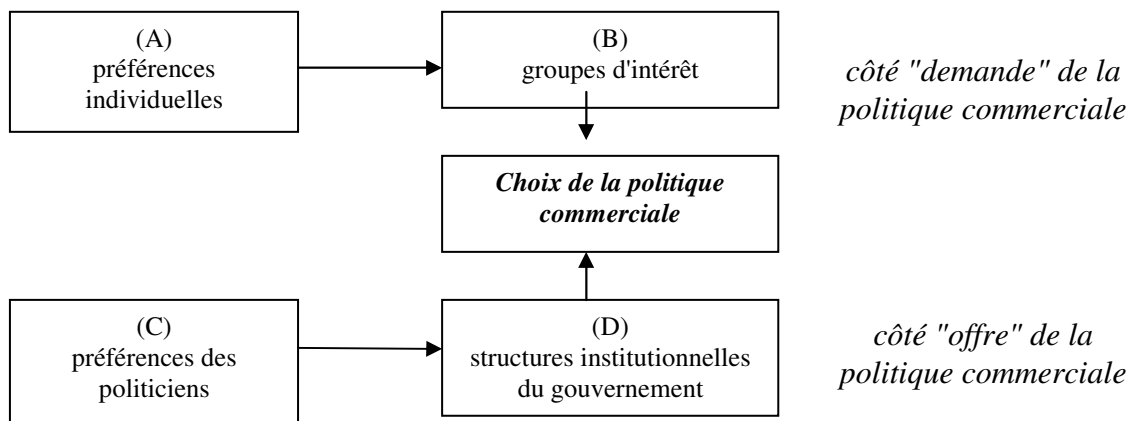 (A)
préférences
individuelles
(B)
groupes d'intérêt
côté "demande" de la
politique commerciale
Choix de la politique
commerciale
(C)
préférences des
politiciens
(D)
structures institutionnelles
du gouvernement
côté "offre" de la
politique commerciale